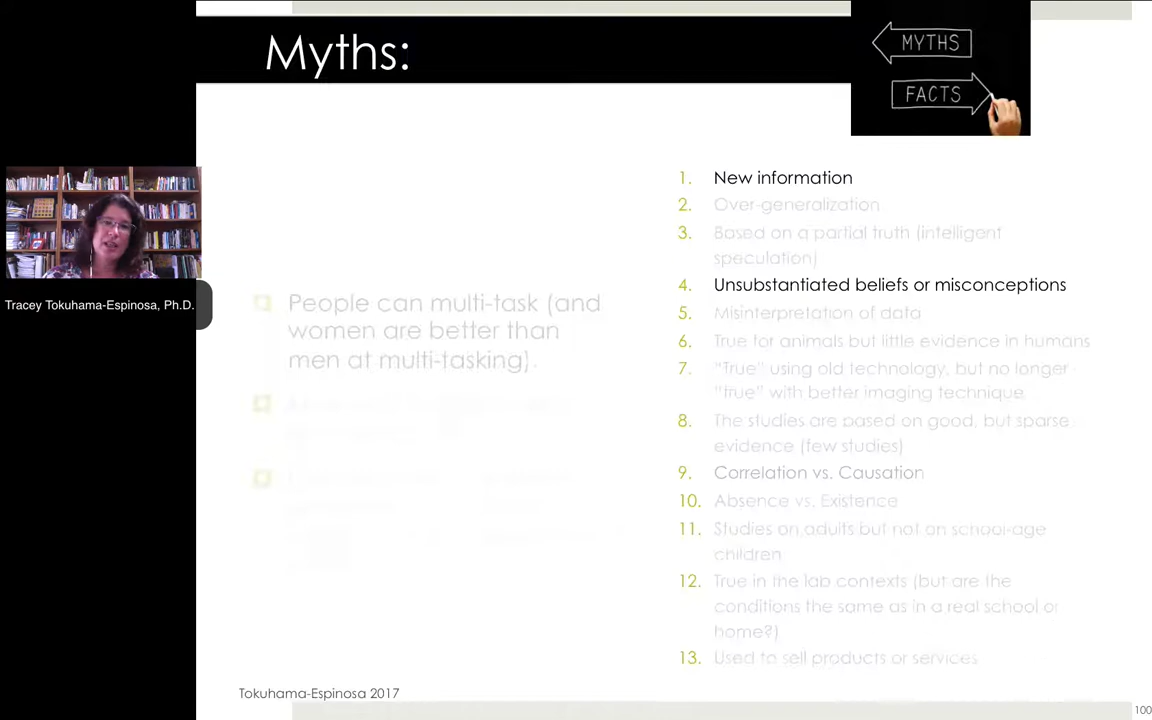 Myths:
MYTHS
FACTS
Tracey Tokuhama-Espinosa, Ph.D.
People can multi-task (and
women are better than
men at multi-tasking).
1. New information
2. Over-generalization
3. Based on a partial truth (intelligent
speculation)
4. Unsubstantiated beliefs or misconceptions
5. Misinterpretation of data
6. True for animals but little evidence in humans
7. "True" using old technology, but no longer
"true" with better imaging technique
8. The studies are based on good, but sparse
evidence (few studies)
9. Correlation vs. Causation
10. Absence vs. Existence
11. Studies on adults but not on school-age
children
12. True in the lab contexts (but are the
conditions the same as in a real school or
home?)
13. Used to sell products or services
Tokuhama-Espinosa 2017
100